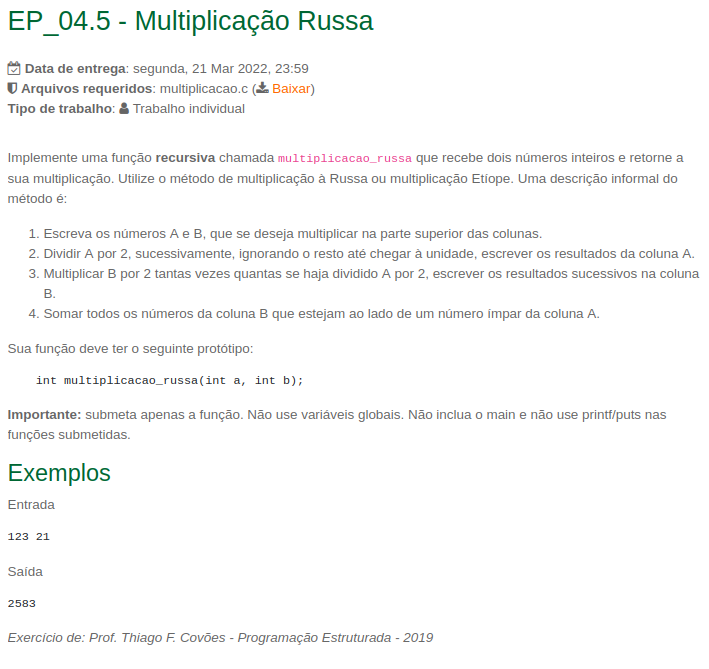 EP_04.5 - Multiplicação Russa
Data de entrega: segunda, 21 Mar 2022, 23:59
Arquivos requeridos: multiplicacao.c (Baixar)
Tipo de trabalho: Trabalho individual
Implemente uma função recursiva chamada multiplicacao_russa que recebe dois números inteiros e retorne a
sua multiplicação. Utilize o método de multiplicação à Russa ou multiplicação Etíope. Uma descrição informal do
método é:
1. Escreva os números A e B, que se deseja multiplicar na parte superior das colunas.
2. Dividir A por 2, sucessivamente, ignorando o resto até chegar à unidade, escrever os resultados da coluna A.
3. Multiplicar B por 2 tantas vezes quantas se haja dividido A por 2, escrever os resultados sucessivos na coluna
B.
4. Somar todos os números da coluna B que estejam ao lado de um número ímpar da coluna A.
Sua função deve ter o seguinte protótipo:
int multiplicacao_russa(int a, int b);
Importante: submeta apenas a função. Não use variáveis globais. Não inclua o main e não use printf/puts nas
funções submetidas.
Exemplos
Entrada
123 21
Saída
2583
Exercício de: Prof. Thiago F. Covões - Programação Estruturada - 2019